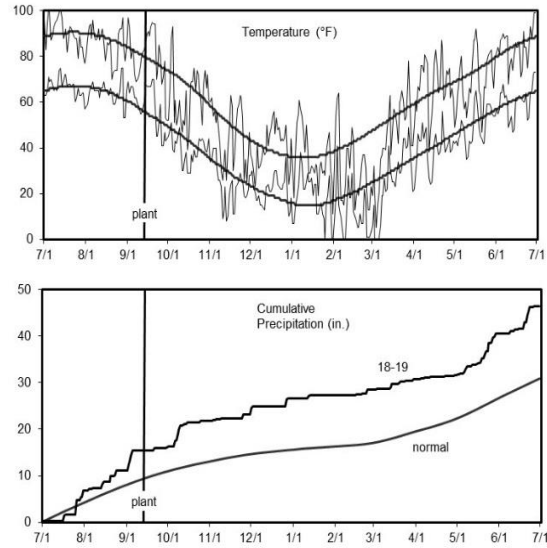 Temperature (°F)
100
80
60
40
20
0
plant
7/1 8/1 9/1 10/1 11/1 12/1 1/1 2/1 3/1 4/1 5/1 6/1 7/1
Cumulative
Precipitation (in.)
50
40
30
20
10
0
18-19
normal
plant
7/1 8/1 9/1 10/1 11/1 12/1 1/1 2/1 3/1 4/1 5/1 6/1 7/1